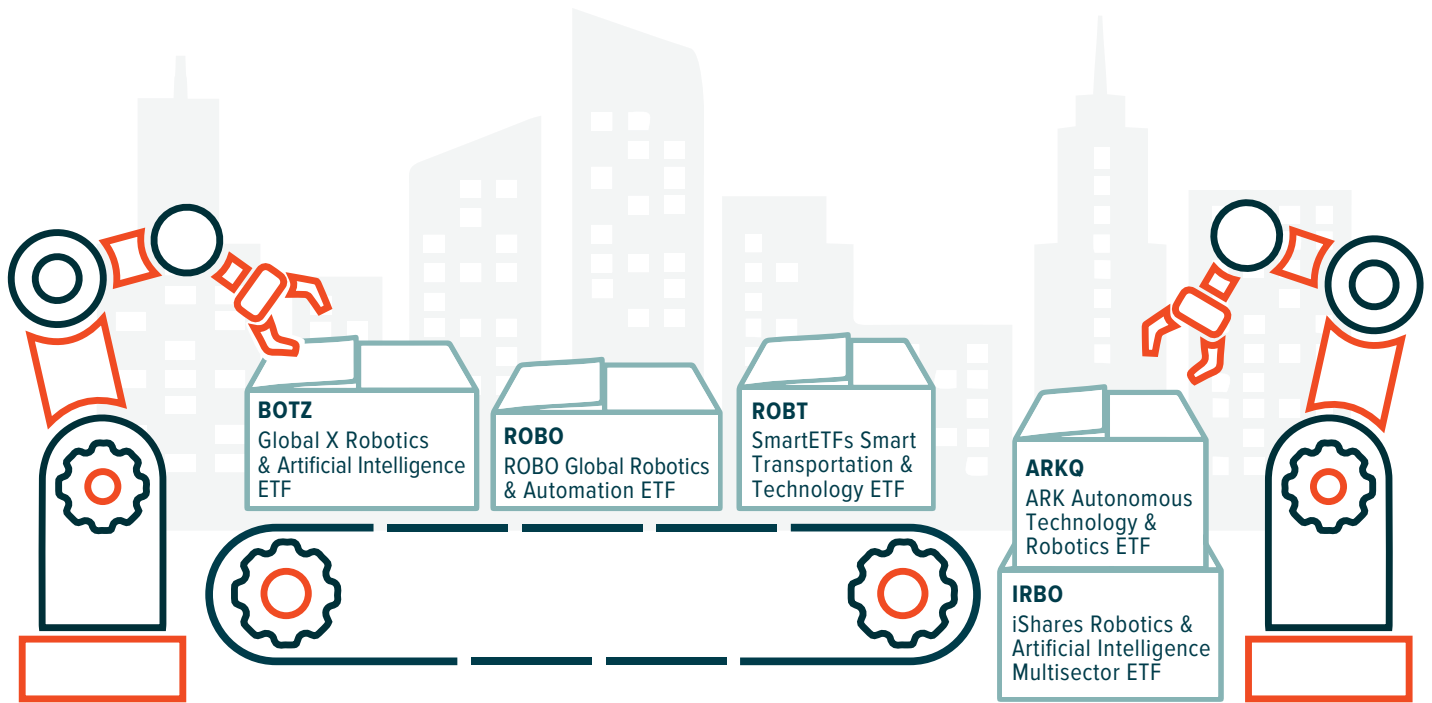 BOTZ
Global X Robotics
& Artificial Intelligence
ETF
ROBO
ROBO Global Robotics
& Automation ETF
ROBT
SmartETFs Smart
Transportation &
Technology ETF
ARKQ
ARK Autonomous
Technology &
Robotics ETF
IRBO
iShares Robotics &
Artificial Intelligence
Multisector ETF